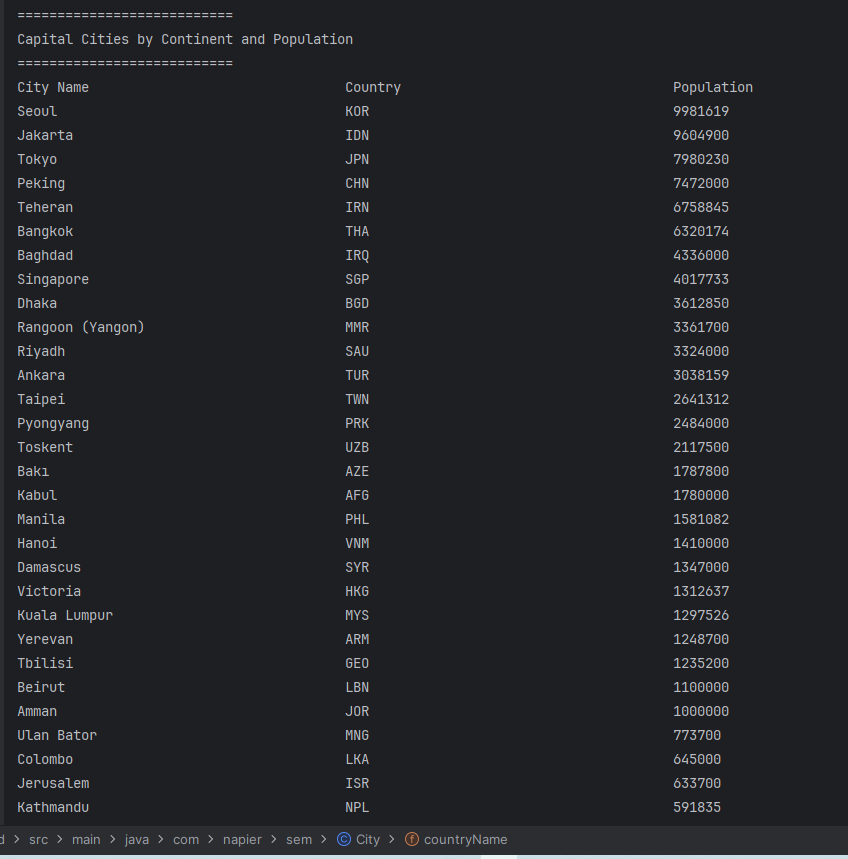 ===========================
Capital Cities by Continent and Population
===========================
City Name Country Population
Seoul KOR 9981619
Jakarta IDN 9604900
Tokyo JPN 7980230
Peking CHN 7472000
Teheran IRN 6758845
Bangkok THA 6320174
Baghdad IRQ 4336000
Singapore SGP 4017733
Dhaka BGD 3612850
Rangoon (Yangon) MMR 3361700
Riyadh SAU 3324000
Ankara TUR 3038159
Taipei TWN 2641312
Pyongyang PRK 2484000
Toskent UZB 2117500
Bakı AZE 1787800
Kabul AFG 1780000
Manila PHL 1581082
Hanoi VNM 1410000
Damascus SYR 1347000
Victoria HKG 1312637
Kuala Lumpur MYS 1297526
Yerevan ARM 1248700
Tbilisi GEO 1235200
Beirut LBN 1100000
Amman JOR 1000000
Ulan Bator MNG 773700
Colombo LKA 645000
Jerusalem ISR 633700
Kathmandu NPL 591835
d > src > main > java > com > napier > sem > C City > f countryName